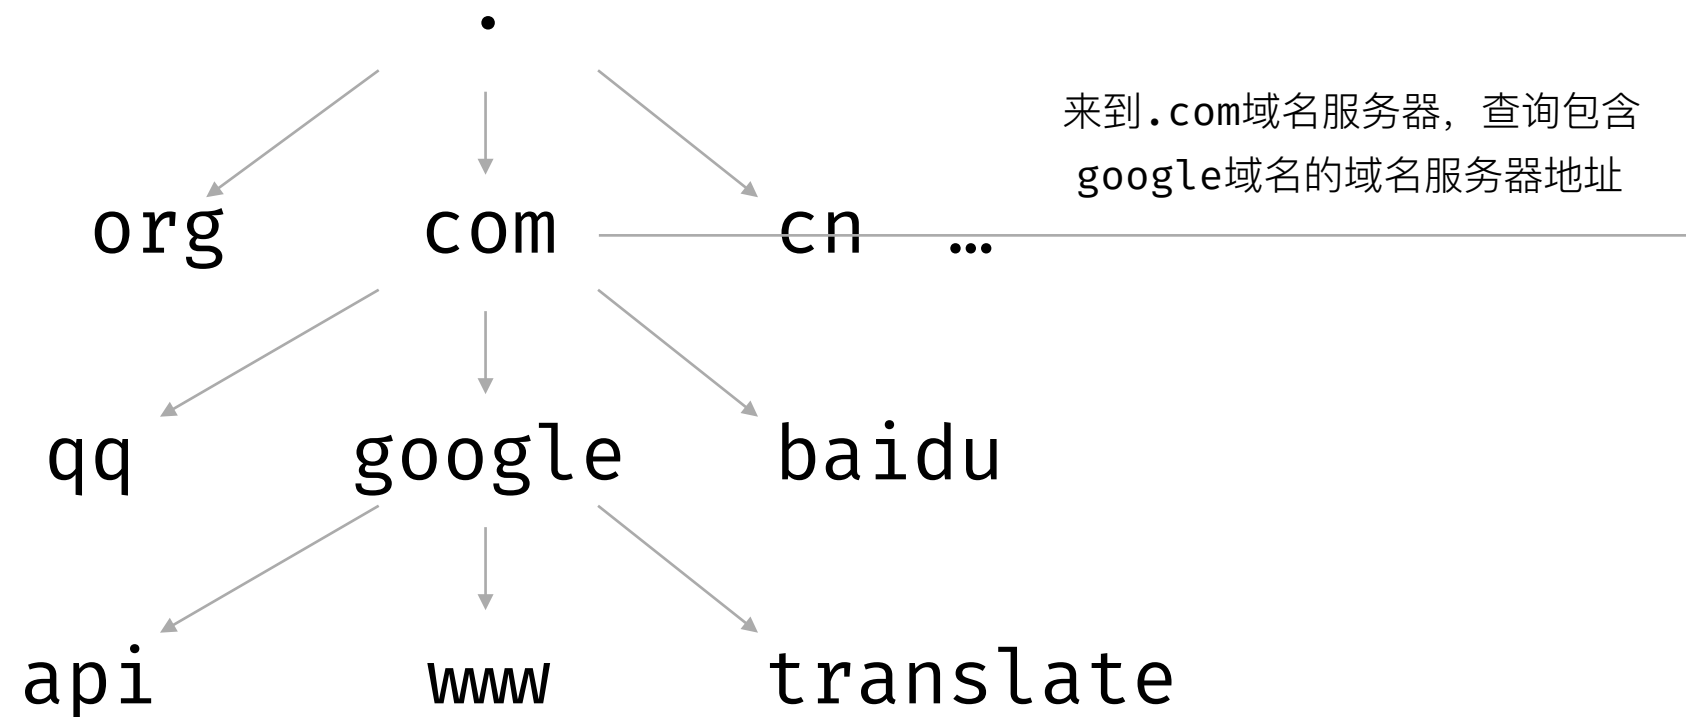 .
来到.com域名服务器，查询包含
google域名的域名服务器地址
org com cn …
qq google baidu
api www translate